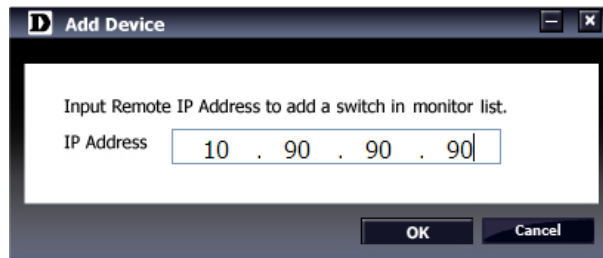 D Add Device
Input Remote IP Address to add a switch in monitor list.
IP Address 10 . 90 . 90 . 90
OK Cancel